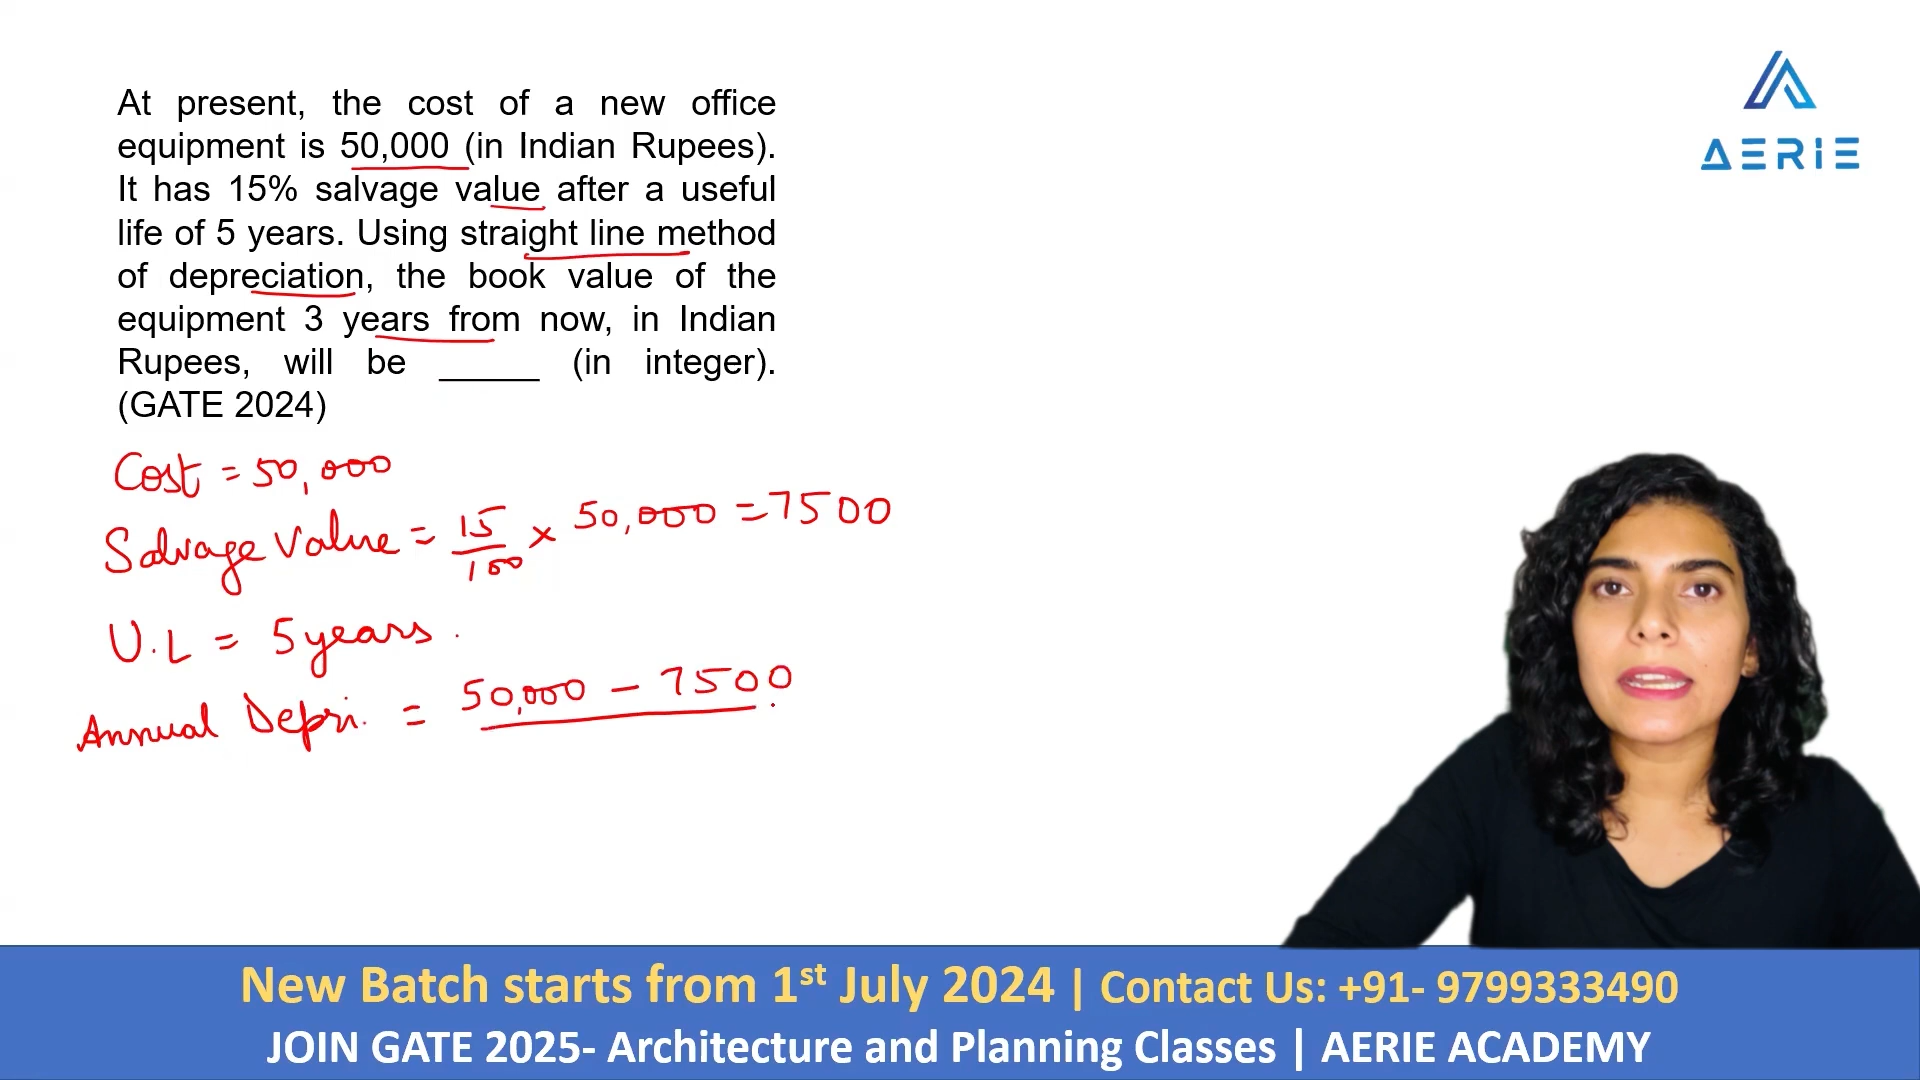 At present, the cost of a new office
equipment is 50,000 (in Indian Rupees).
It has 15% salvage value after a useful
life of 5 years. Using straight line method
of depreciation, the book value of the
equipment 3 years from now, in Indian
Rupees, will be _____ (in integer).
(GATE 2024)
Cost = 50,000
Salvage Value = 15/100 × 50,000 = 7500
U.L = 5 years.
Annual Depri. = 50,000 - 7500
AERiE
New Batch starts from 1st July 2024 | Contact Us: +91- 9799333490
JOIN GATE 2025- Architecture and Planning Classes | AERIE ACADEMY